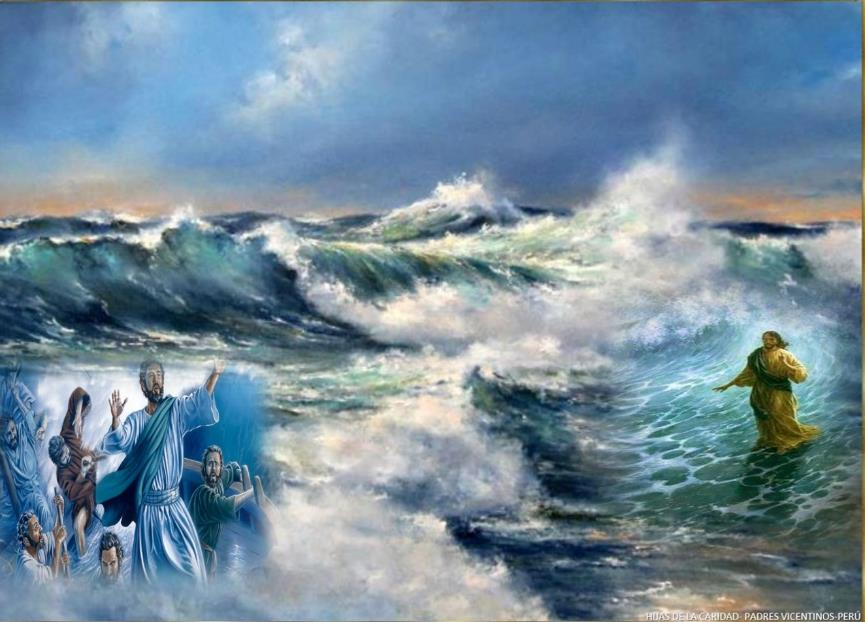 HIJAS DE LA CARIDAD- PADRES VICENTINOS-PERÚ